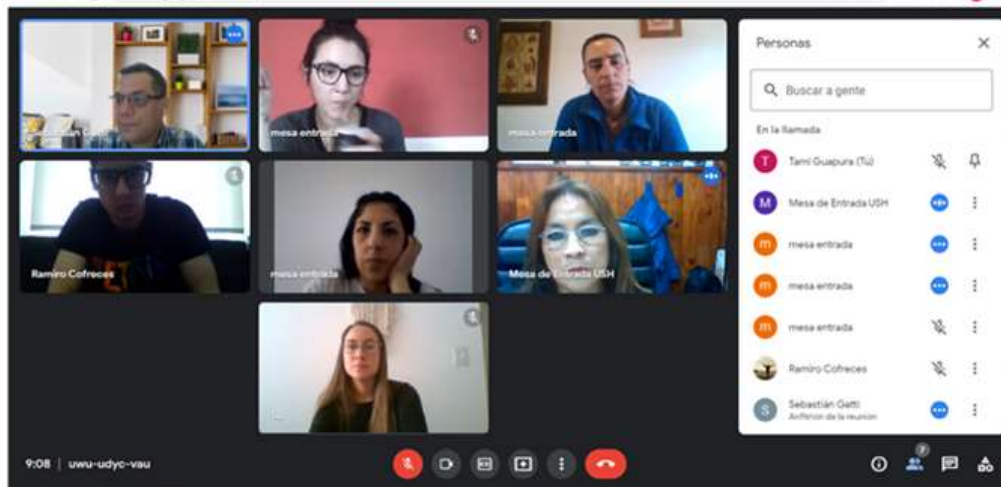 mesa entrada
mesa entrada
Ramiro Cofreces
mesa entrada
Mesa de Entrada USH
Personas
Buscar a gente
En la llamada
T
Tami Guapura (Tú)
M
Mesa de Entrada USH
m
mesa entrada
m
mesa entrada
m
mesa entrada
Ramiro Cofreces
S
Sebastián Gatti
Anfitrión de la reunión
9:08 | uwu-udyc-vau
7